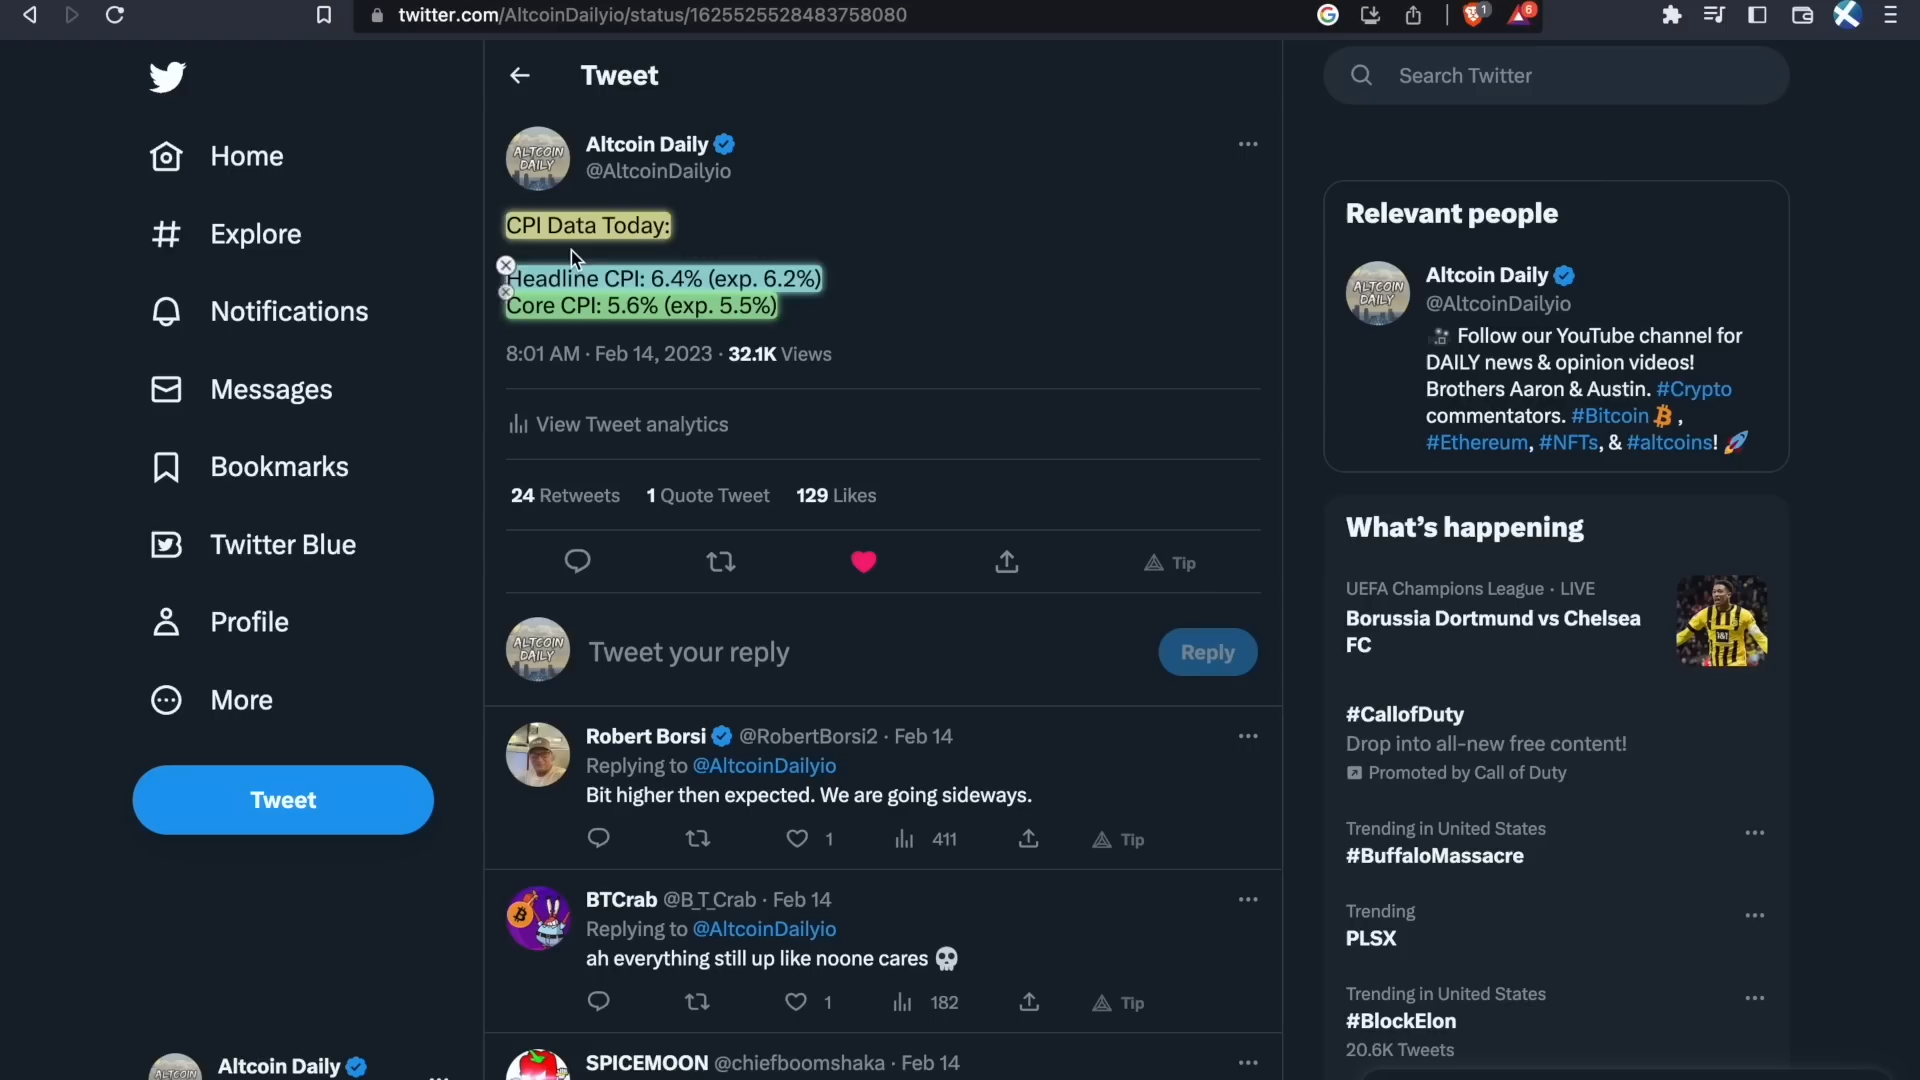 twitter.com/AltcoinDailyio/status/1625525528483758080
1
6
Home
Explore
Notifications
Messages
Bookmarks
Twitter Blue
Profile
More
Tweet
Altcoin Daily
Tweet
ALTCOIN
DAILY
Altcoin Daily
@AltcoinDailyio
CPI Data Today:
Headline CPI: 6.4% (exp. 6.2%)
Core CPI: 5.6% (exp. 5.5%)
8:01 AM · Feb 14, 2023 · 32.1K Views
View Tweet analytics
24 Retweets 1 Quote Tweet 129 Likes
Tip
ALTCOIN
DAILY
Tweet your reply
Reply
Robert Borsi @RobertBorsi2 · Feb 14
Replying to @AltcoinDailyio
Bit higher then expected. We are going sideways.
1 411 Tip
BTCrab @B_T_Crab · Feb 14
Replying to @AltcoinDailyio
ah everything still up like noone cares 💀
1 182 Tip
SPICEMOON @chiefboomshaka · Feb 14
Search Twitter
Relevant people
ALTCOIN
DAILY
Altcoin Daily
@AltcoinDailyio
🎥 Follow our YouTube channel for
DAILY news & opinion videos!
Brothers Aaron & Austin. #Crypto
commentators. #Bitcoin ,
#Ethereum, #NFTs, & #altcoins! 🚀
What's happening
UEFA Champions League · LIVE
Borussia Dortmund vs Chelsea
FC
#CallofDuty
Drop into all-new free content!
Promoted by Call of Duty
Trending in United States
#BuffaloMassacre
Trending
PLSX
Trending in United States
#BlockElon
20.6K Tweets